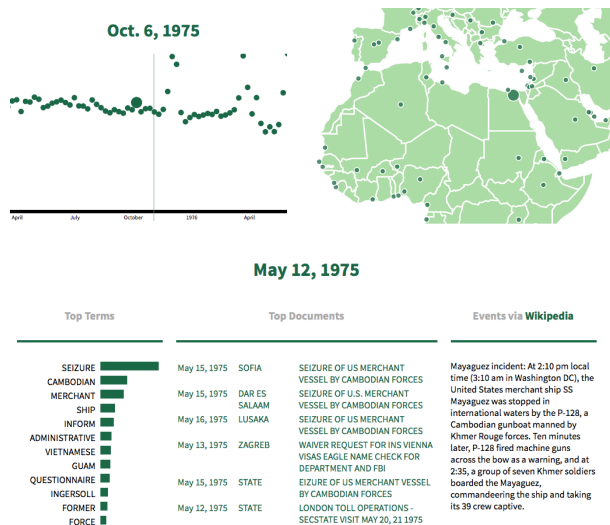 Oct. 6, 1975
April July October 1976 April
May 12, 1975
Top Terms
SEIZURE
CAMBODIAN
MERCHANT
SHIP
INFORM
ADMINISTRATIVE
VIETNAMESE
GUAM
QUESTIONNAIRE
INGERSOLL
FORMER
FORCE
Top Documents
May 15, 1975 SOFIA SEIZURE OF US MERCHANT
VESSEL BY CAMBODIAN FORCES
May 15, 1975 DAR ES SEIZURE OF U.S. MERCHANT
SALAAM VESSEL BY CAMBODIAN FORCES
May 16, 1975 LUSAKA SEIZURE OF US MERCHANT
VESSEL BY CAMBODIAN FORCES
May 13, 1975 ZAGREB WAIVER REQUEST FOR INS VIENNA
VISAS EAGLE NAME CHECK FOR
DEPARTMENT AND FBI
May 15, 1975 STATE EIZURE OF US MERCHANT VESSEL
BY CAMBODIAN FORCES
May 12, 1975 STATE LONDON TOLL OPERATIONS -
SECSTATE VISIT MAY 20, 21 1975
Events via Wikipedia
Mayaguez incident: At 2:10 pm local
time (3:10 am in Washington DC), the
United States merchant ship SS
Mayaguez was stopped in
international waters by the P-128, a
Cambodian gunboat manned by
Khmer Rouge forces. Ten minutes
later, P-128 fired machine guns
across the bow as a warning, and at
2:35, a group of seven Khmer soldiers
boarded the Mayaguez,
commandeering the ship and taking
its 39 crew captive.